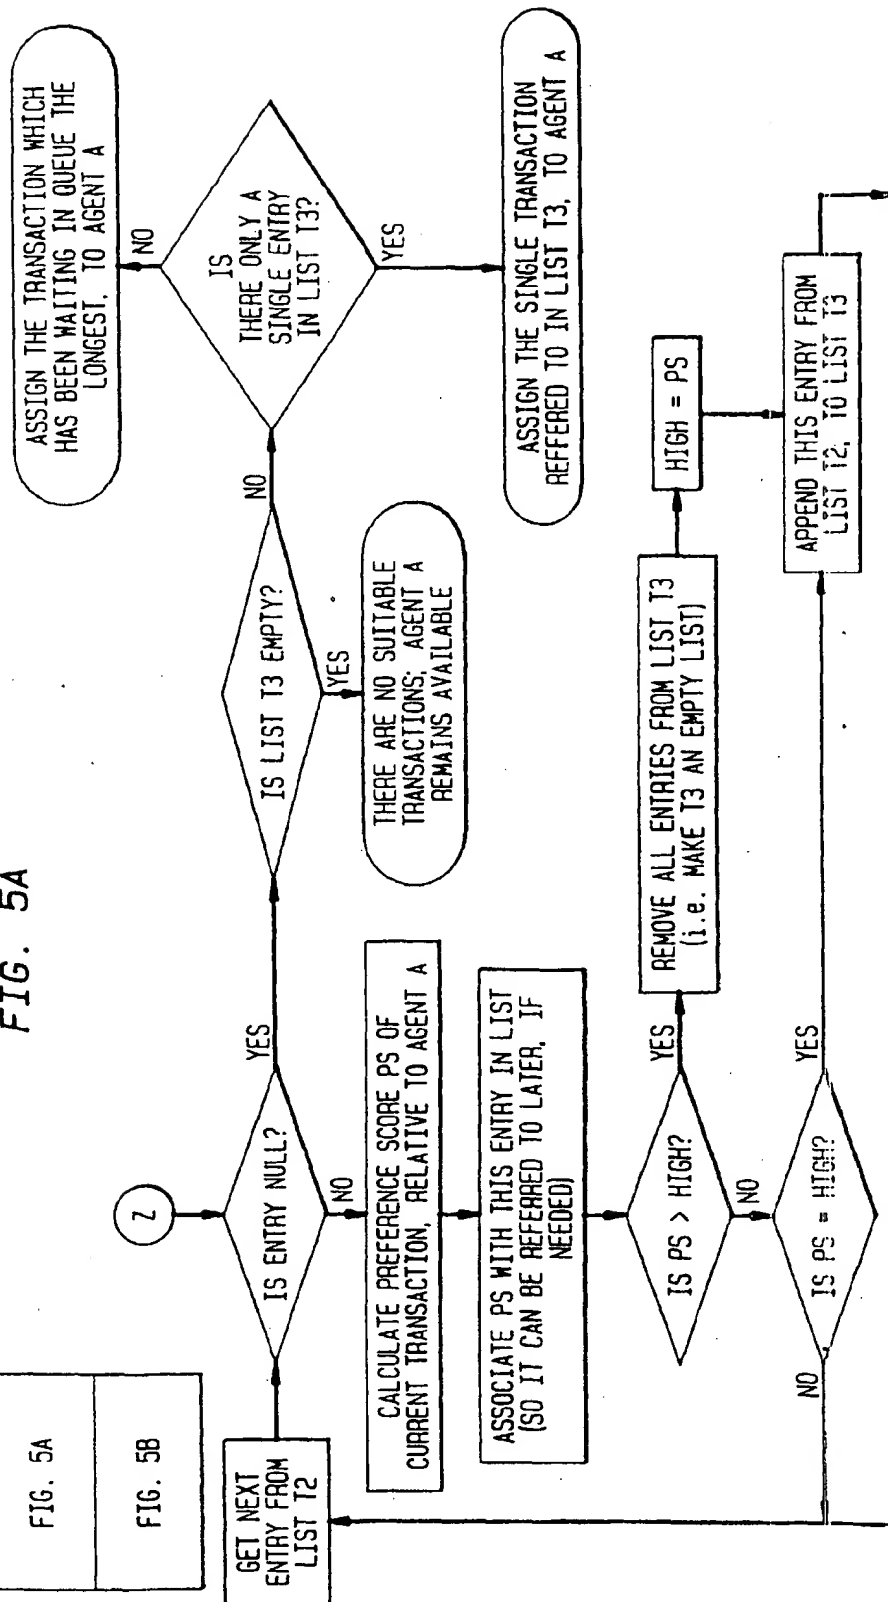 FIG. 5A
FIG. 5A
FIG. 5B
Z
GET NEXT
ENTRY FROM
LIST T2
IS ENTRY NULL?
YES
NO
IS LIST T3 EMPTY?
NO
YES
IS
THERE ONLY A
SINGLE ENTRY
IN LIST T3?
NO
YES
ASSIGN THE TRANSACTION WHICH
HAS BEEN WAITING IN QUEUE THE
LONGEST, TO AGENT A
THERE ARE NO SUITABLE
TRANSACTIONS; AGENT A
REMAINS AVAILABLE
ASSIGN THE SINGLE TRANSACTION
REFFERED TO IN LIST T3, TO AGENT A
CALCULATE PREFERENCE SCORE PS OF
CURRENT TRANSACTION, RELATIVE TO AGENT A
ASSOCIATE PS WITH THIS ENTRY IN LIST
(SO IT CAN BE REFERRED TO LATER, IF
NEEDED)
IS PS > HIGH?
YES
NO
REMOVE ALL ENTRIES FROM LIST T3
(i.e. MAKE T3 AN EMPTY LIST)
HIGH = PS
IS PS = HIGH?
YES
NO
APPEND THIS ENTRY FROM
LIST T2, TO LIST T3